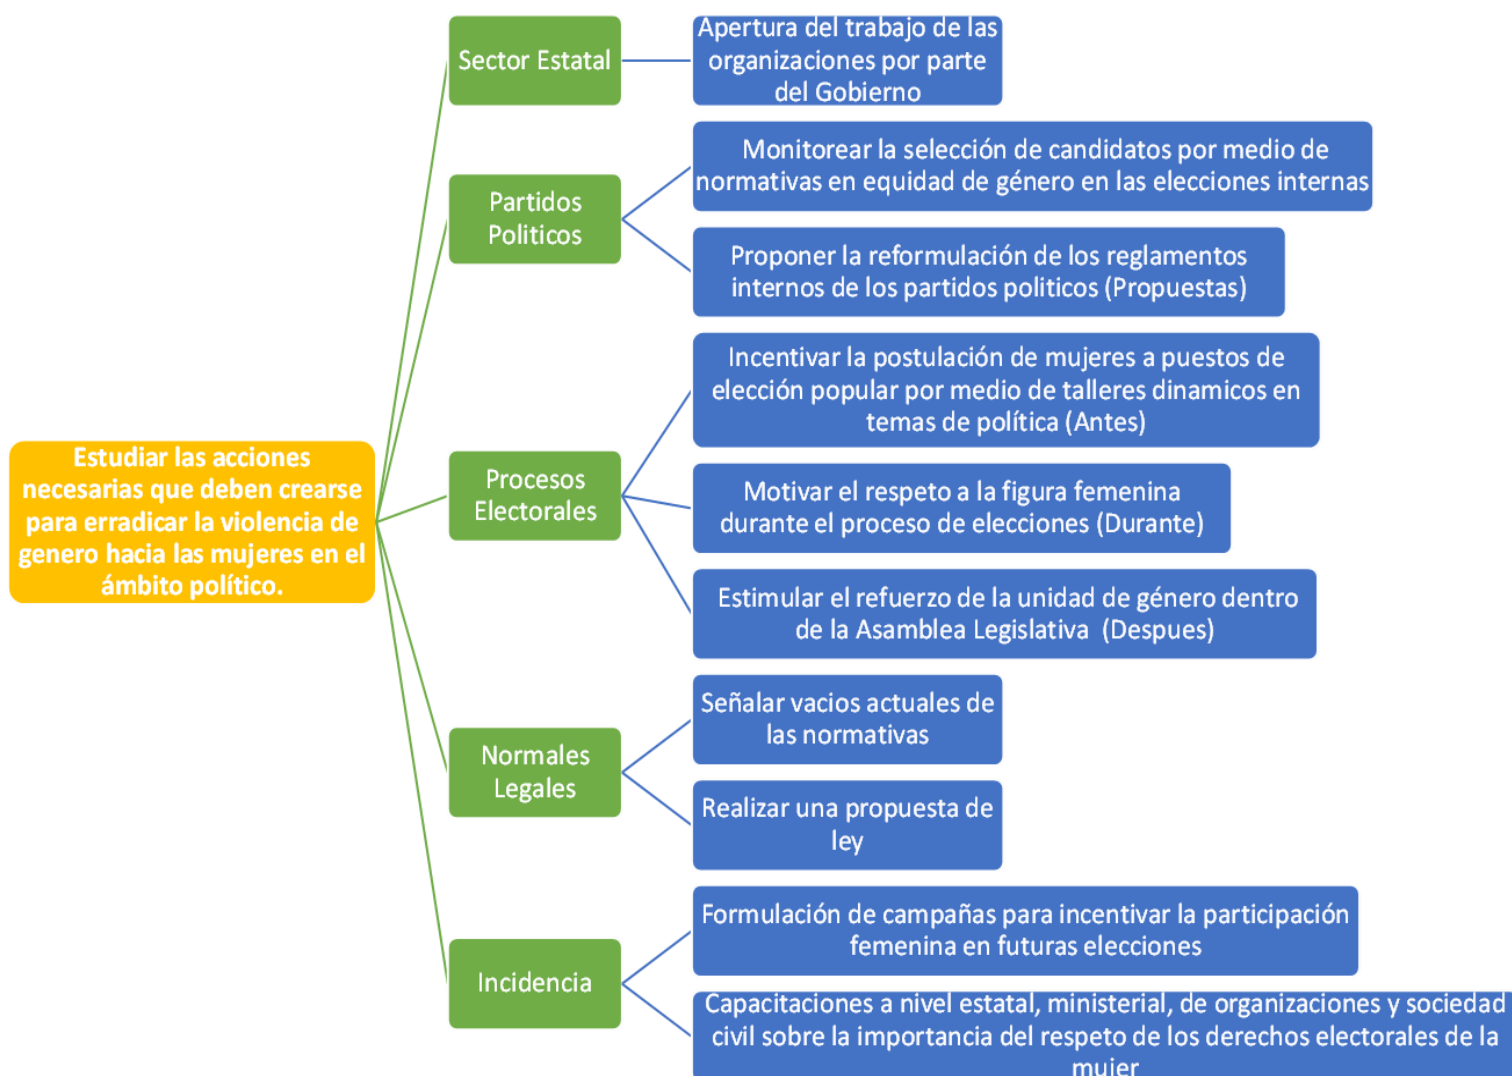 Estudiar las acciones
necesarias que deben crearse
para erradicar la violencia de
genero hacia las mujeres en el
ámbito político.
Sector Estatal
Apertura del trabajo de las
organizaciones por parte
del Gobierno
Partidos
Politicos
Monitorear la selección de candidatos por medio de
normativas en equidad de género en las elecciones internas
Proponer la reformulación de los reglamentos
internos de los partidos politicos (Propuestas)
Procesos
Electorales
Incentivar la postulación de mujeres a puestos de
elección popular por medio de talleres dinamicos en
temas de política (Antes)
Motivar el respeto a la figura femenina
durante el proceso de elecciones (Durante)
Estimular el refuerzo de la unidad de género dentro
de la Asamblea Legislativa (Despues)
Normales
Legales
Señalar vacios actuales de
las normativas
Realizar una propuesta de
ley
Incidencia
Formulación de campañas para incentivar la participación
femenina en futuras elecciones
Capacitaciones a nivel estatal, ministerial, de organizaciones y sociedad
civil sobre la importancia del respeto de los derechos electorales de la
mujer